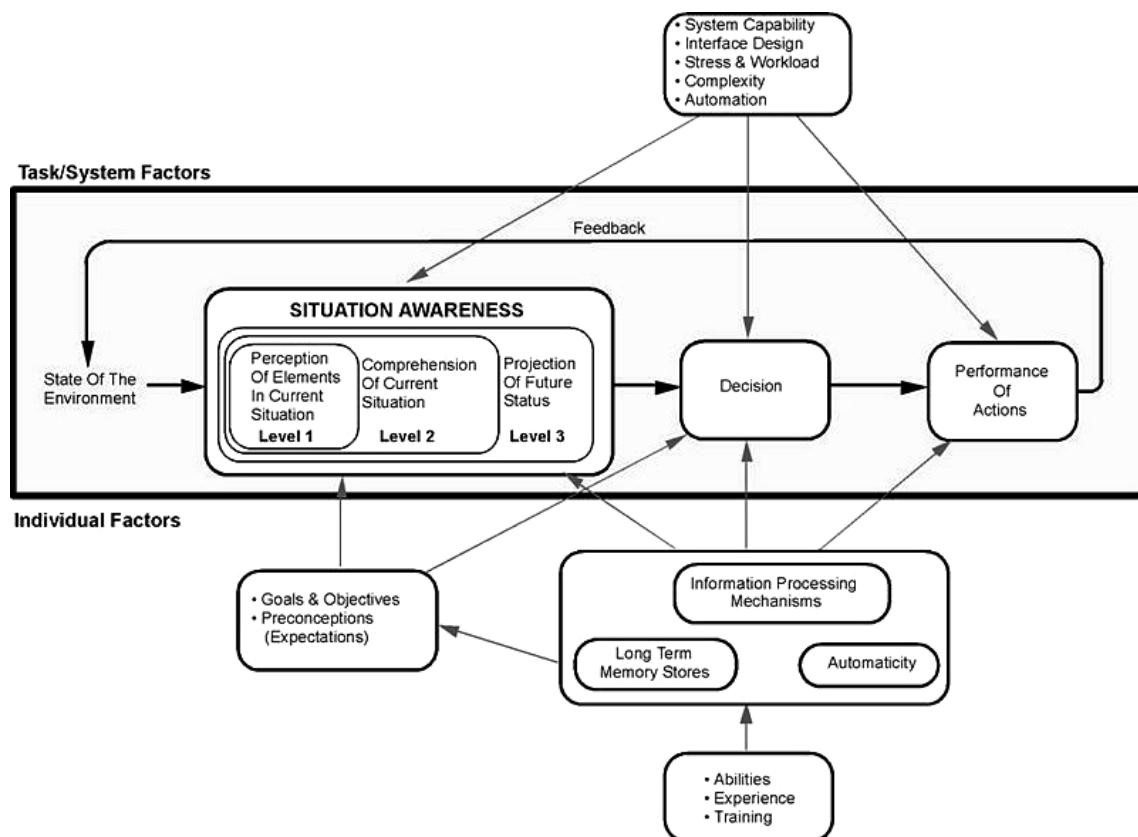 • System Capability
• Interface Design
• Stress & Workload
• Complexity
• Automation
Task/System Factors
Feedback
SITUATION AWARENESS
State Of The
Environment
Perception
Of Elements
In Current
Situation
Level 1
Comprehension
Of Current
Situation
Level 2
Projection
Of Future
Status
Level 3
Decision
Performance
Of
Actions
Individual Factors
• Goals & Objectives
• Preconceptions
(Expectations)
Information Processing
Mechanisms
Long Term
Memory Stores
Automaticity
• Abilities
• Experience
• Training